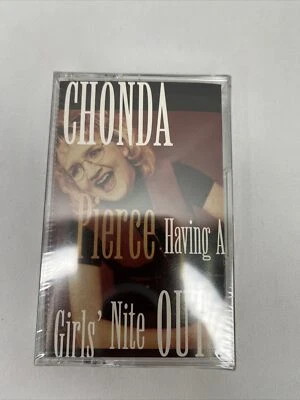 CHONDA
Pierce Having A
Girls' Nite OUT!